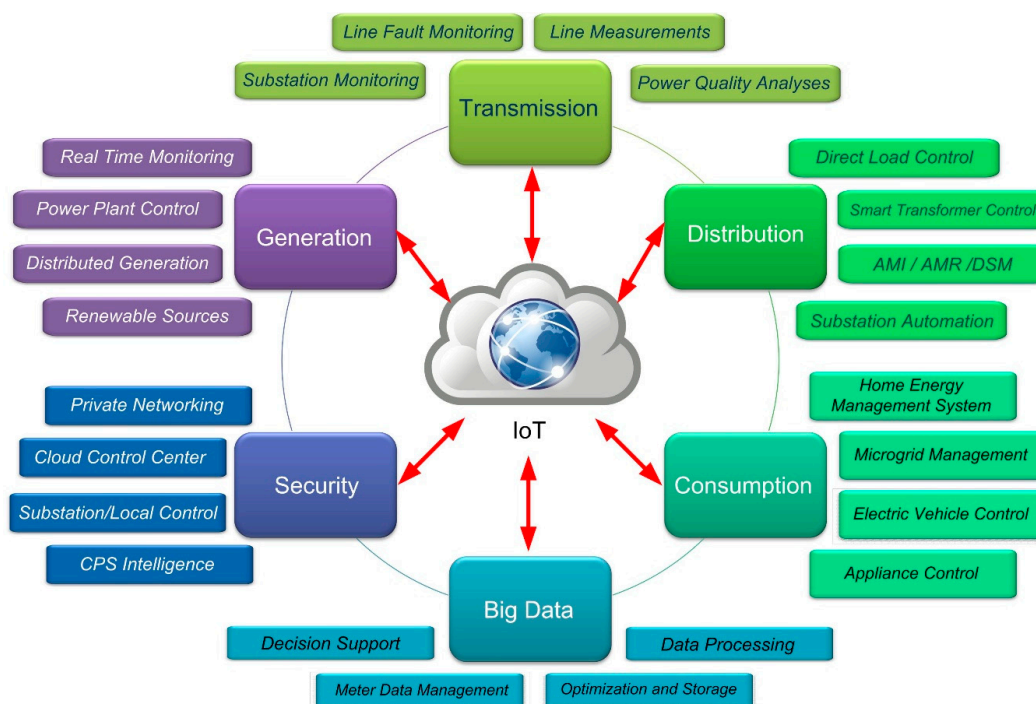 Line Fault Monitoring
Line Measurements
Substation Monitoring
Transmission
Power Quality Analyses
Real Time Monitoring
Power Plant Control
Distributed Generation
Renewable Sources
Generation
Distribution
Direct Load Control
Smart Transformer Control
AMI / AMR /DSM
Substation Automation
IoT
Private Networking
Cloud Control Center
Substation/Local Control
CPS Intelligence
Security
Consumption
Home Energy
Management System
Microgrid Management
Electric Vehicle Control
Appliance Control
Big Data
Decision Support
Data Processing
Meter Data Management
Optimization and Storage